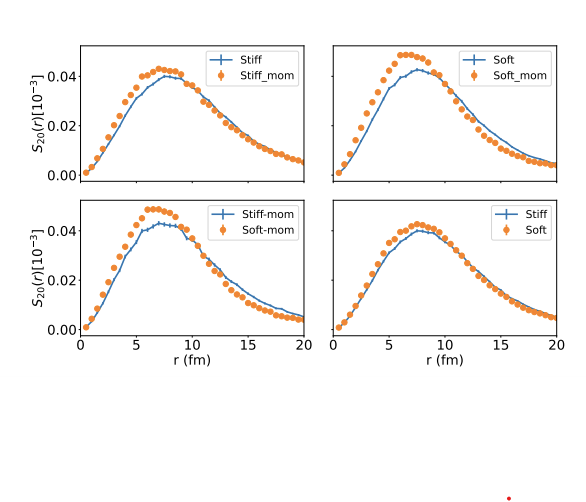 Stiff
Stiff_mom
Soft
Soft_mom
0.04
0.02
0.00
S20(r)[10−3]
Stiff-mom
Soft-mom
Stiff
Soft
0.04
0.02
0.00
S20(r)[10−3]
0 5 10 15 20
0 5 10 15 20
r (fm)
r (fm)